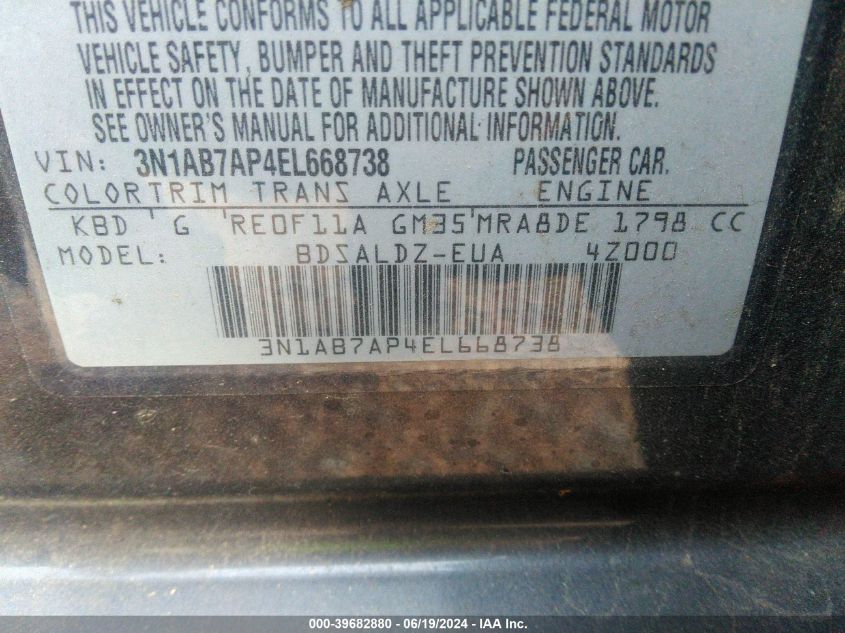 THIS VEHICLE CONFORMS TO ALL APPLICABLE FEDERAL MOTOR
VEHICLE SAFETY, BUMPER AND THEFT PREVENTION STANDARDS
IN EFFECT ON THE DATE OF MANUFACTURE SHOWN ABOVE.
SEE OWNER'S MANUAL FOR ADDITIONAL INFORMATION.
VIN: 3N1AB7AP4EL668738 PASSENGER CAR.
COLORTRIM TRANS AXLE ENGINE
KBD ' G 'RE0F11A GM35'MRA8DE 1798 CC
MODEL: BDSALDZ-EUA 4Z000
3N1AB7AP4EL668738
000-39682880 - 06/19/2024 - IAA Inc.